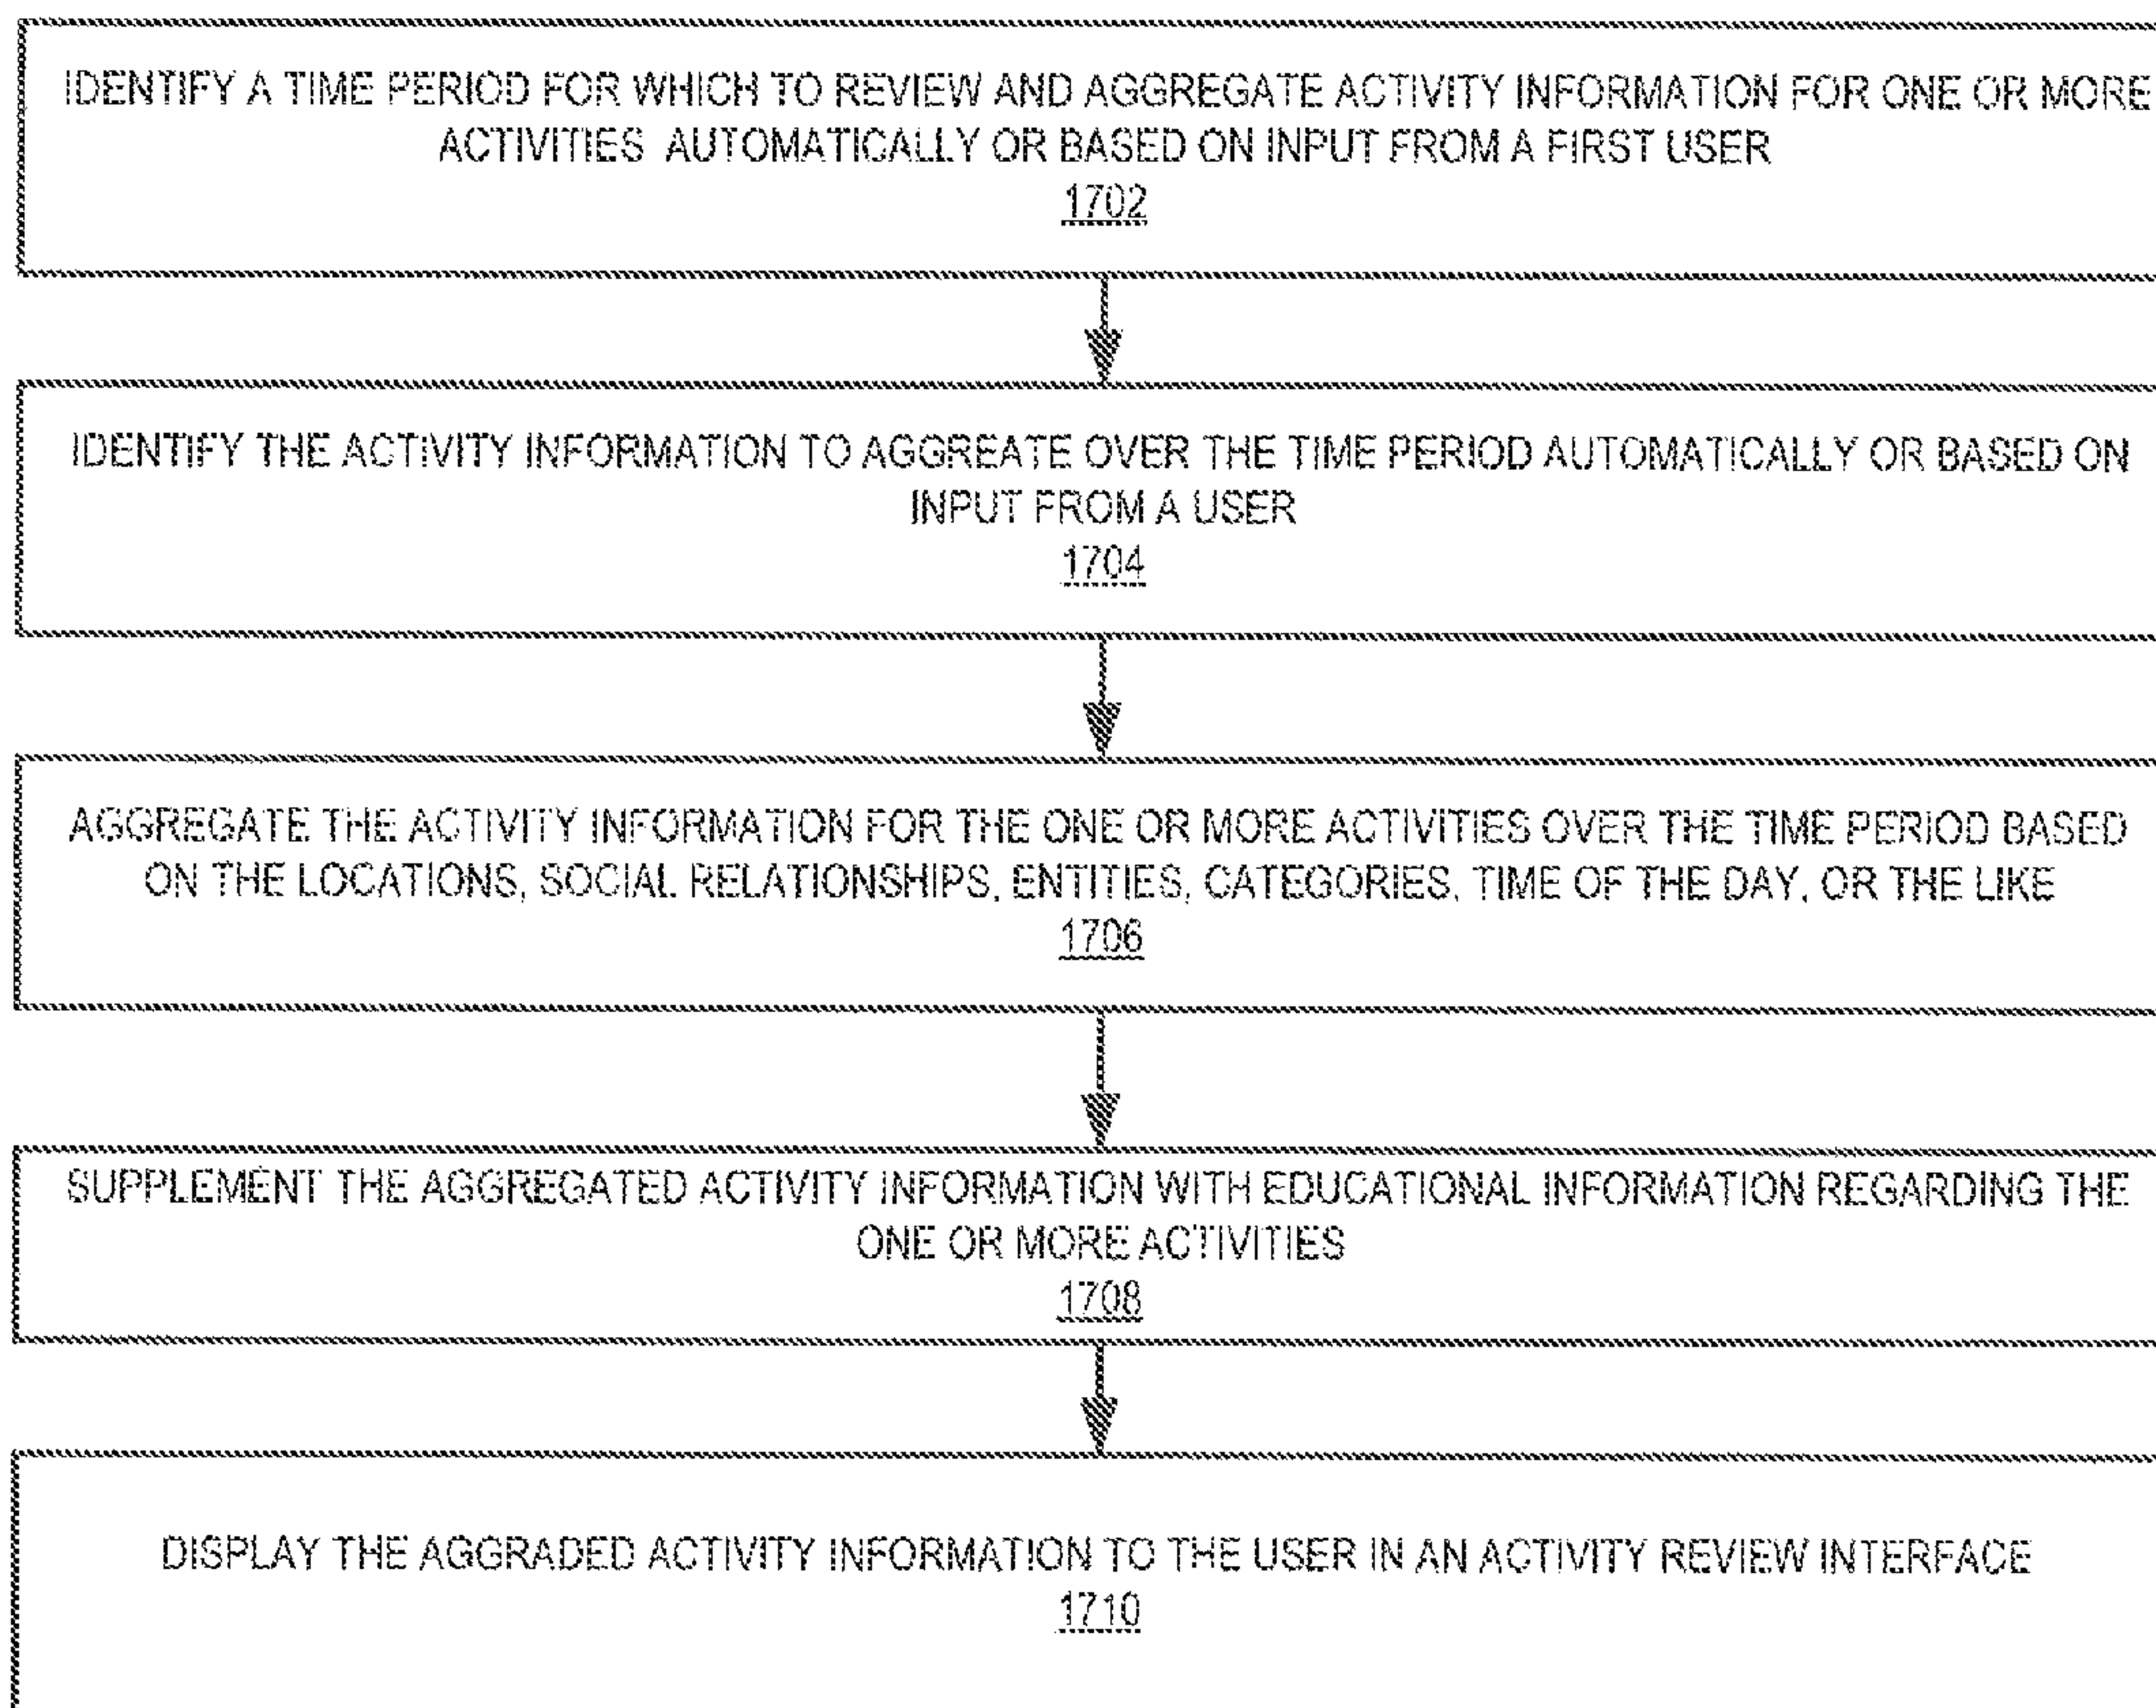 IDENTIFY A TIME PERIOD FOR WHICH TO REVIEW AND AGGREGATE ACTIVITY INFORMATION FOR ONE OR MORE
ACTIVITIES AUTOMATICALLY OR BASED ON INPUT FROM A FIRST USER
1702
IDENTIFY THE ACTIVITY INFORMATION TO AGGREATE OVER THE TIME PERIOD AUTOMATICALLY OR BASED ON
INPUT FROM A USER
1704
AGGREGATE THE ACTIVITY INFORMATION FOR THE ONE OR MORE ACTIVITIES OVER THE TIME PERIOD BASED
ON THE LOCATIONS, SOCIAL RELATIONSHIPS, ENTITIES, CATEGORIES, TIME OF THE DAY, OR THE LIKE
1706
SUPPLEMENT THE AGGREGATED ACTIVITY INFORMATION WITH EDUCATIONAL INFORMATION REGARDING THE
ONE OR MORE ACTIVITIES
1708
DISPLAY THE AGGRADED ACTIVITY INFORMATION TO THE USER IN AN ACTIVITY REVIEW INTERFACE
1710